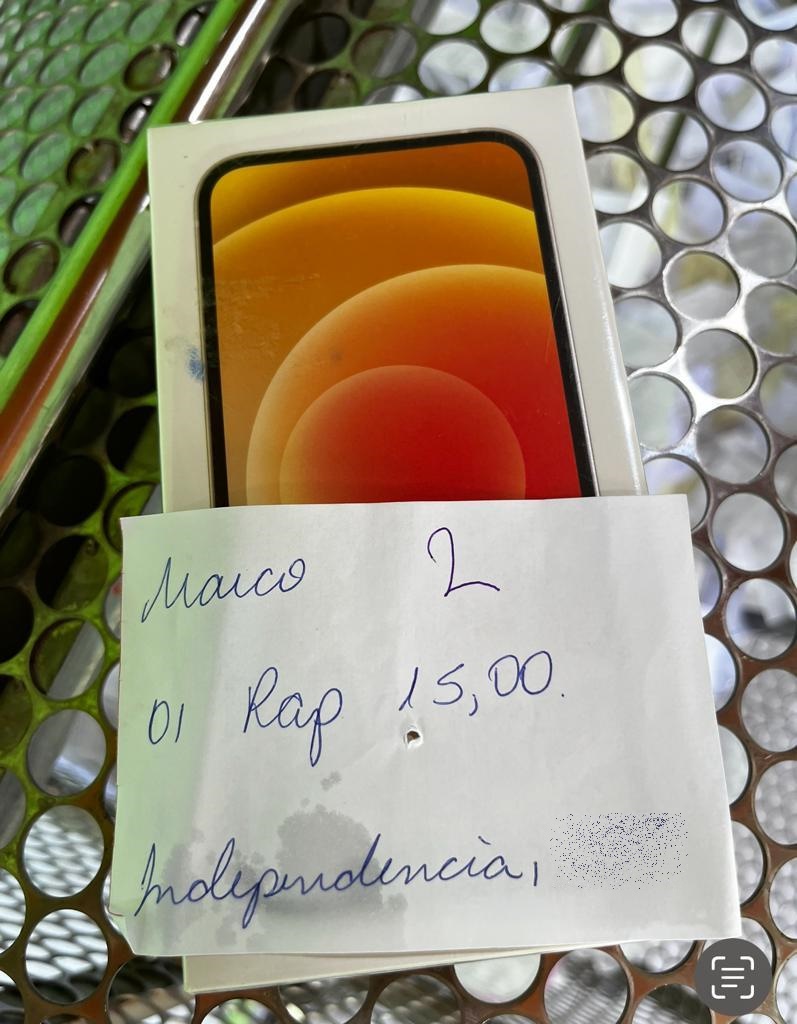 Marco 2
01 Rap 15,00.
Independencia,